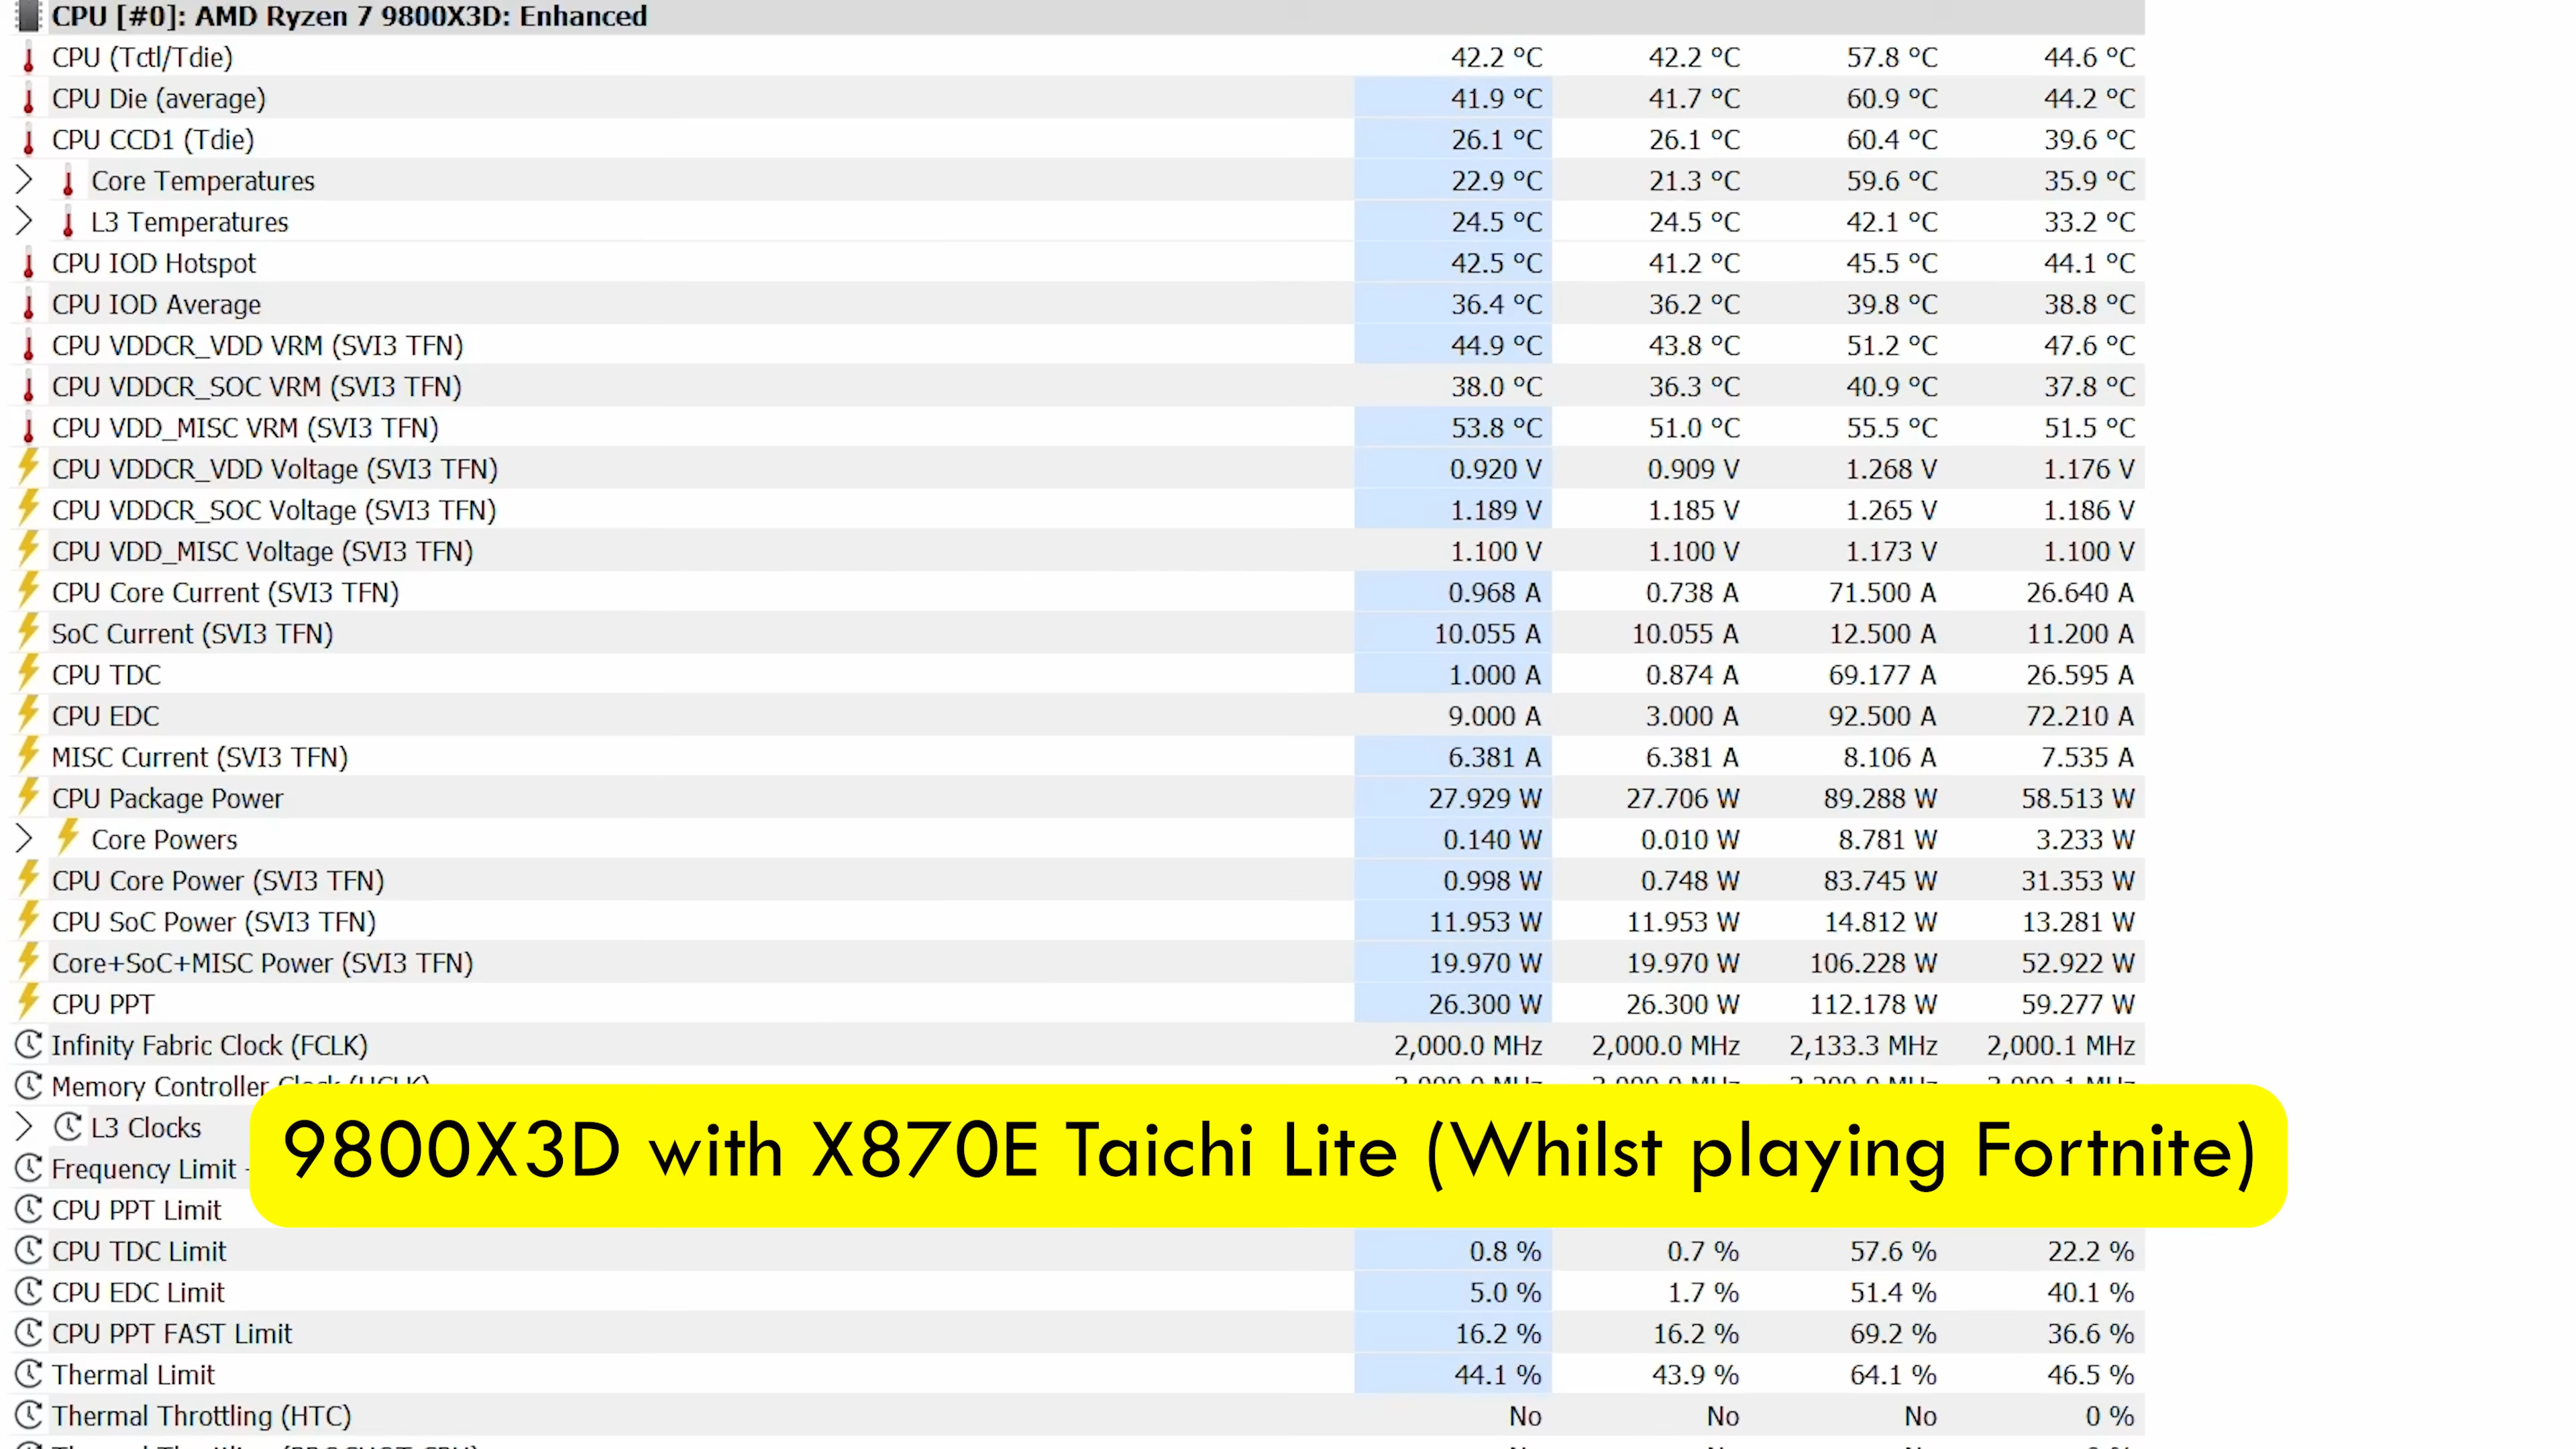 CPU [#0]: AMD Ryzen 7 9800X3D: Enhanced
CPU (Tctl/Tdie) 42.2 °C 42.2 °C 57.8 °C 44.6 °C
CPU Die (average) 41.9 °C 41.7 °C 60.9 °C 44.2 °C
CPU CCD1 (Tdie) 26.1 °C 26.1 °C 60.4 °C 39.6 °C
Core Temperatures 22.9 °C 21.3 °C 59.6 °C 35.9 °C
L3 Temperatures 24.5 °C 24.5 °C 42.1 °C 33.2 °C
CPU IOD Hotspot 42.5 °C 41.2 °C 45.5 °C 44.1 °C
CPU IOD Average 36.4 °C 36.2 °C 39.8 °C 38.8 °C
CPU VDDCR_VDD VRM (SVI3 TFN) 44.9 °C 43.8 °C 51.2 °C 47.6 °C
CPU VDDCR_SOC VRM (SVI3 TFN) 38.0 °C 36.3 °C 40.9 °C 37.8 °C
CPU VDD_MISC VRM (SVI3 TFN) 53.8 °C 51.0 °C 55.5 °C 51.5 °C
CPU VDDCR_VDD Voltage (SVI3 TFN) 0.920 V 0.909 V 1.268 V 1.176 V
CPU VDDCR_SOC Voltage (SVI3 TFN) 1.189 V 1.185 V 1.265 V 1.186 V
CPU VDD_MISC Voltage (SVI3 TFN) 1.100 V 1.100 V 1.173 V 1.100 V
CPU Core Current (SVI3 TFN) 0.968 A 0.738 A 71.500 A 26.640 A
SoC Current (SVI3 TFN) 10.055 A 10.055 A 12.500 A 11.200 A
CPU TDC 1.000 A 0.874 A 69.177 A 26.595 A
CPU EDC 9.000 A 3.000 A 92.500 A 72.210 A
MISC Current (SVI3 TFN) 6.381 A 6.381 A 8.106 A 7.535 A
CPU Package Power 27.929 W 27.706 W 89.288 W 58.513 W
Core Powers 0.140 W 0.010 W 8.781 W 3.233 W
CPU Core Power (SVI3 TFN) 0.998 W 0.748 W 83.745 W 31.353 W
CPU SoC Power (SVI3 TFN) 11.953 W 11.953 W 14.812 W 13.281 W
Core+SoC+MISC Power (SVI3 TFN) 19.970 W 19.970 W 106.228 W 52.922 W
CPU PPT 26.300 W 26.300 W 112.178 W 59.277 W
Infinity Fabric Clock (FCLK) 2,000.0 MHz 2,000.0 MHz 2,133.3 MHz 2,000.1 MHz
Memory Controller
L3 Clocks
9800X3D with X870E Taichi Lite (Whilst playing Fortnite)
Frequency Limit
CPU PPT Limit
CPU TDC Limit 0.8 % 0.7 % 57.6 % 22.2 %
CPU EDC Limit 5.0 % 1.7 % 51.4 % 40.1 %
CPU PPT FAST Limit 16.2 % 16.2 % 69.2 % 36.6 %
Thermal Limit 44.1 % 43.9 % 64.1 % 46.5 %
Thermal Throttling (HTC) No No No 0 %